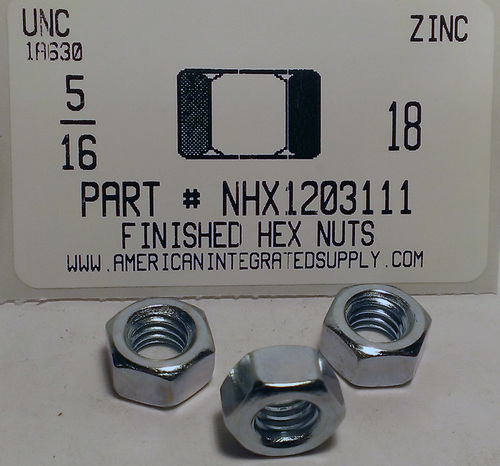 UNC
ZINC
1A630
5
16
18
PART # NHX1203111
FINISHED HEX NUTS
WWW.AMERICANINTEGRATEDSUPPLY.COM